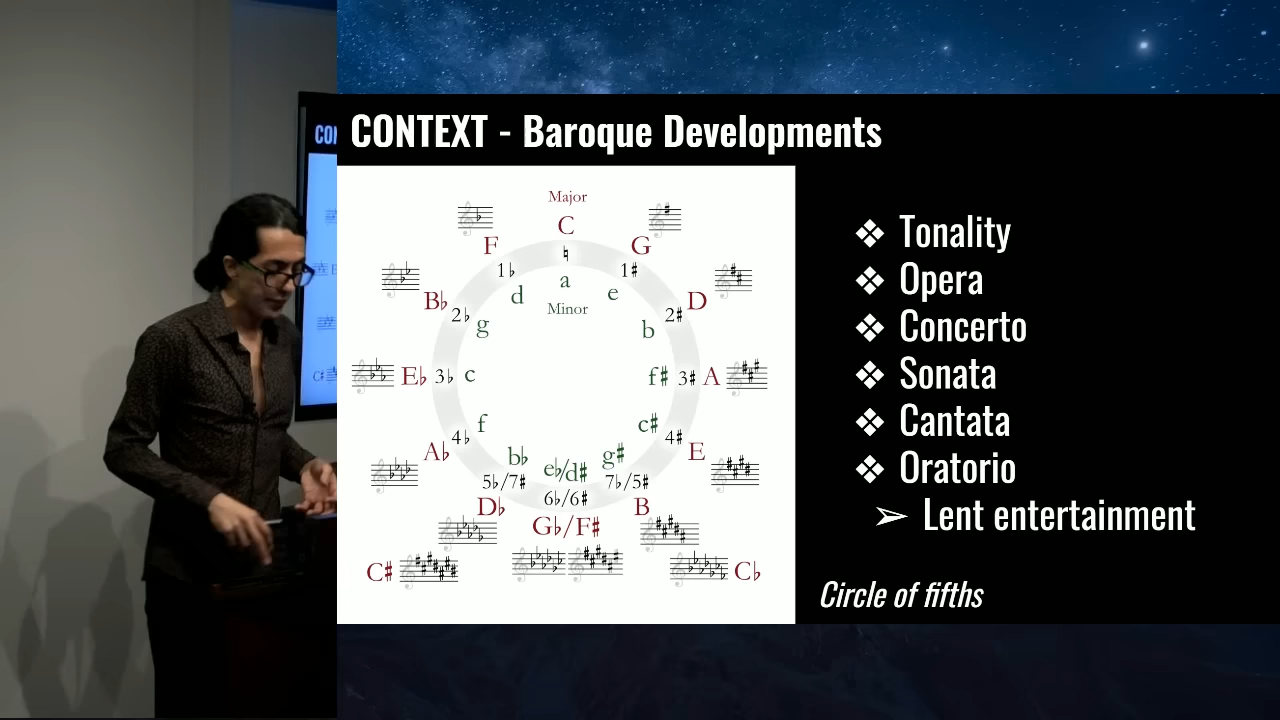 CONTEXT - Baroque Developments
CON
Major
C
F
G
♮
1♭
1♯
a
d
e
Minor
B♭
D
2♭
2♯
g
b
E♭
3♭
c
f♯
3♯
A
f
c♯
4♭
4♯
A♭
E
b♭
g♯
e♭/d♯
5♭/7♯
7♭/5♯
6♭/6♯
D♭
B
G♭/F♯
C♯
C♭
❖ Tonality
❖ Opera
❖ Concerto
❖ Sonata
❖ Cantata
❖ Oratorio
➢ Lent entertainment
Circle of fifths